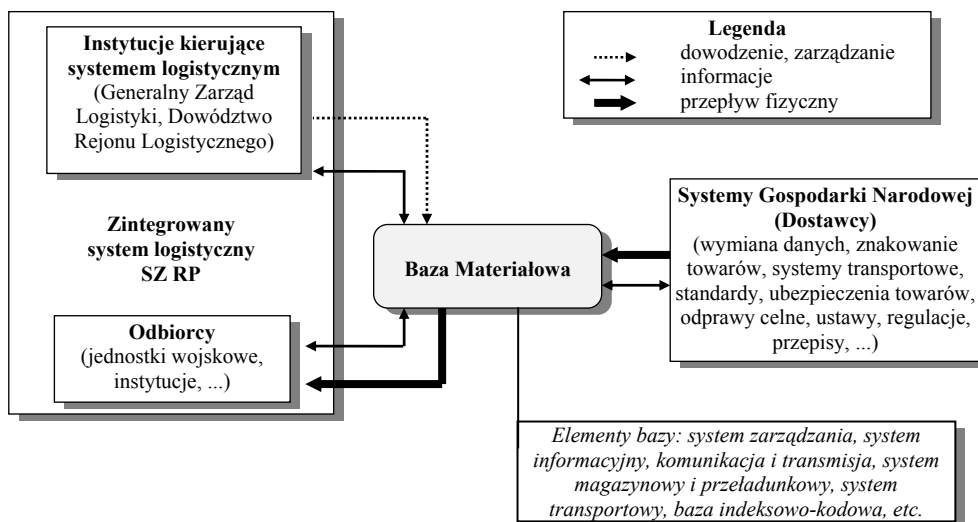 Instytucje kierujące
systemem logistycznym
(Generalny Zarząd
Logistyki, Dowództwo
Rejonu Logistycznego)
Zintegrowany
system logistyczny
SZ RP
Odbiorcy
(jednostki wojskowe,
instytucje, ...)
Baza Materiałowa
Legenda
dowodzenie, zarządzanie
informacje
przepływ fizyczny
Systemy Gospodarki Narodowej
(Dostawcy)
(wymiana danych, znakowanie
towarów, systemy transportowe,
standardy, ubezpieczenia towarów,
odprawy celne, ustawy, regulacje,
przepisy, ...)
Elementy bazy: system zarządzania, system
informacyjny, komunikacja i transmisja, system
magazynowy i przeładunkowy, system
transportowy, baza indeksowo-kodowa, etc.